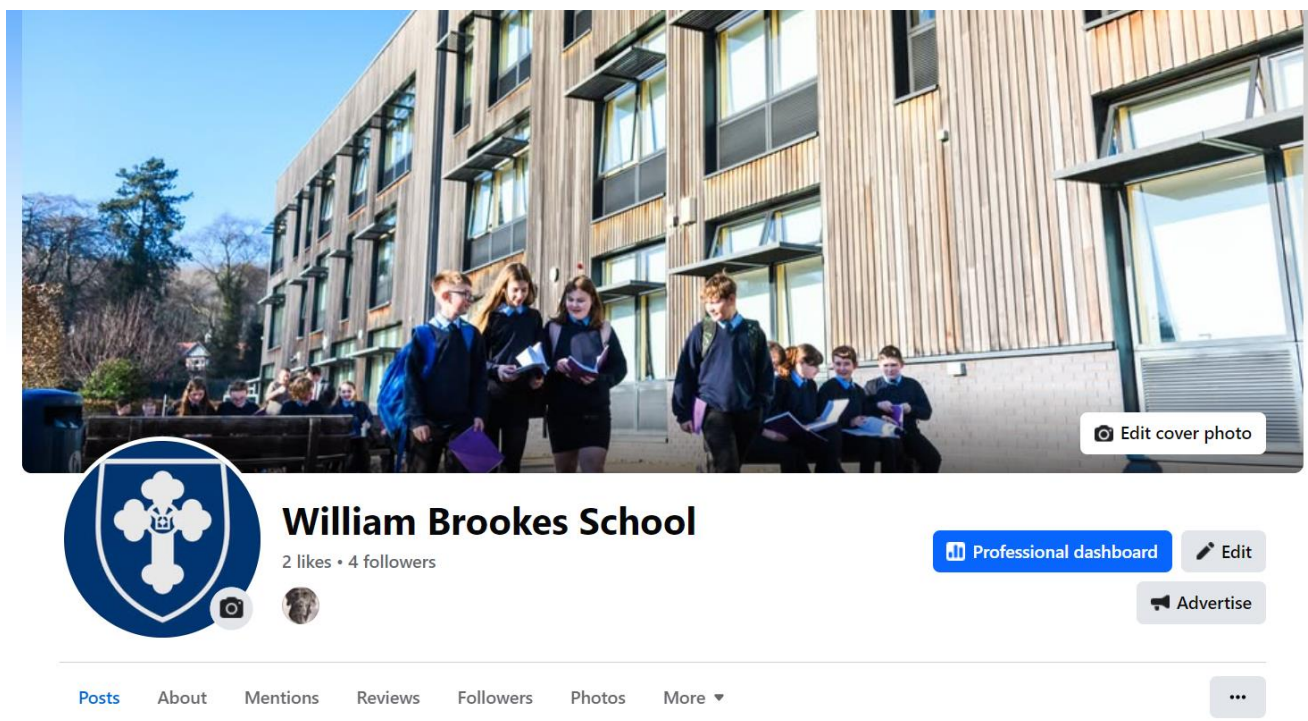 Edit cover photo
William Brookes School
2 likes • 4 followers
Professional dashboard
Edit
Advertise
Posts About Mentions Reviews Followers Photos More